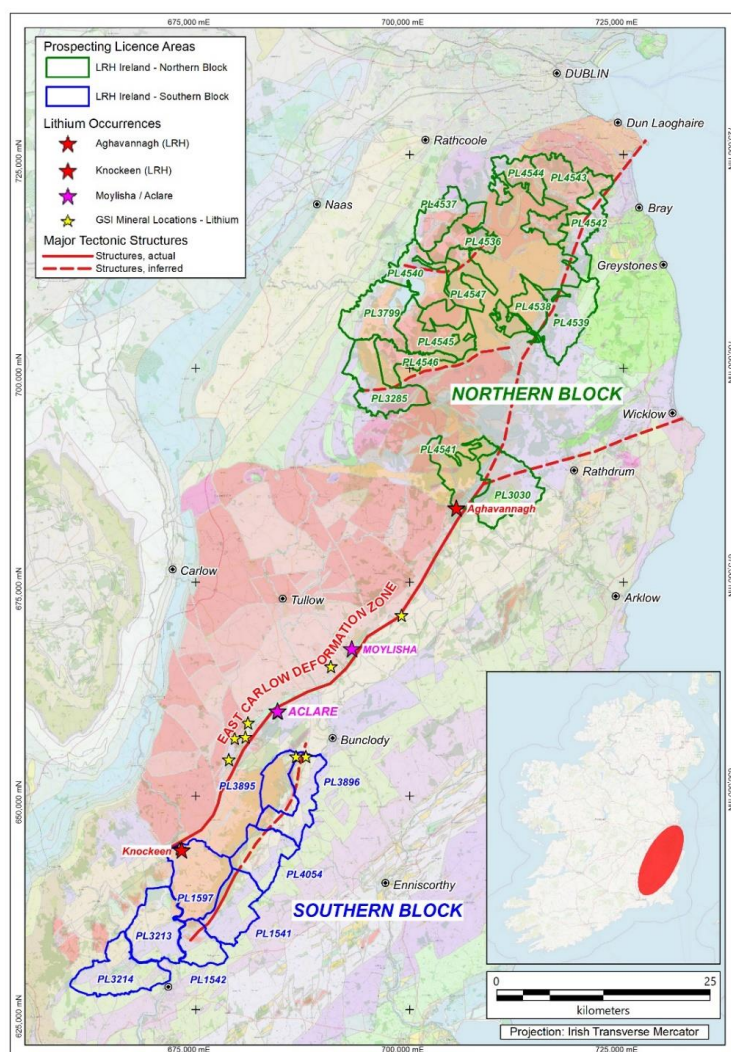 675,000 mE
700,000 mE
725,000 mE
Prospecting Licence Areas
LRH Ireland - Northern Block
LRH Ireland - Southern Block
Lithium Occurrences
Aghavannagh (LRH)
Knockeen (LRH)
Moylisha / Aclare
GSI Mineral Locations - Lithium
Major Tectonic Structures
Structures, actual
Structures, inferred
DUBLIN
Dun Laoghaire
Rathcoole
725,000 mN
725,000 mN
PL4544
PL4543
Naas
PL4537
Bray
PL4542
PL4536
Greystones
PL4540
PL4547
PL3799
PL4538
PL4539
PL4545
700,000 mN
700,000 mN
PL4546
PL3285
NORTHERN BLOCK
Wicklow
PL4541
Rathdrum
PL3030
Aghavannagh
Carlow
675,000 mN
Tullow
Arklow
EAST CARLOW DEFORMATION ZONE
MOYLISHA
ACLARE
Bunclody
PL3895
PL3896
650,000 mN
Knockeen
PL4054
Enniscorthy
PL1597
SOUTHERN BLOCK
PL3213
PL1541
PL3214
PL1542
0
25
kilometers
625,000 mN
Projection: Irish Transverse Mercator
675,000 mE
700,000 mE
725,000 mE